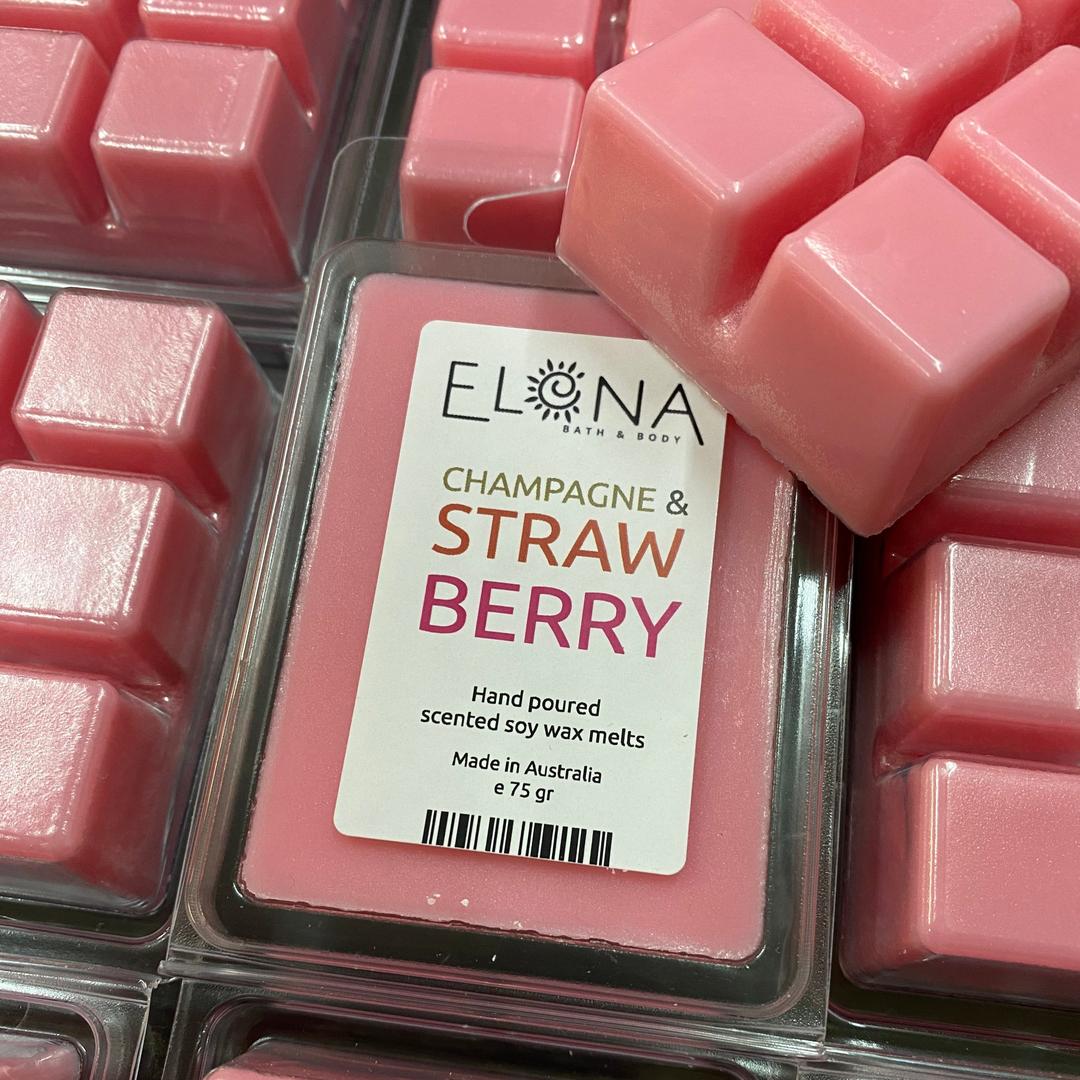 ELONA
BATH & BODY
CHAMPAGNE &
STRAW
BERRY
Hand poured
scented soy wax melts
Made in Australia
e 75 gr